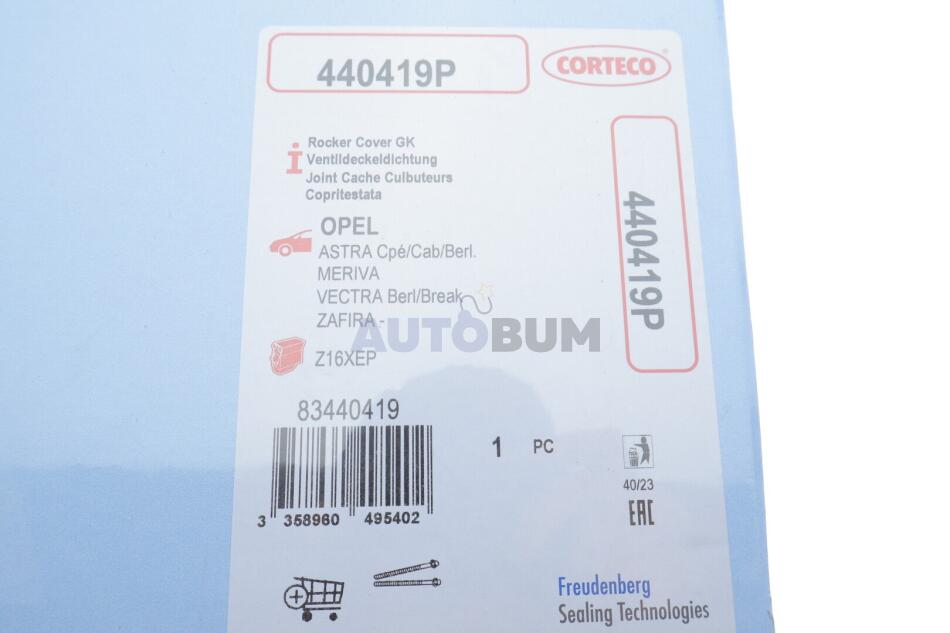 440419P
CORTECO
Rocker Cover GK
Ventildeckeldichtung
Joint Cache Culbuteurs
Copritestata
440419P
OPEL
ASTRA Cpé/Cab/Berl.
MERIVA
VECTRA Berl/Break
ZAFIRA -
AUTOBUM
Z16XEP
83440419
1 PC
3 358960 495402
40/23
EAC
Freudenberg
Sealing Technologies